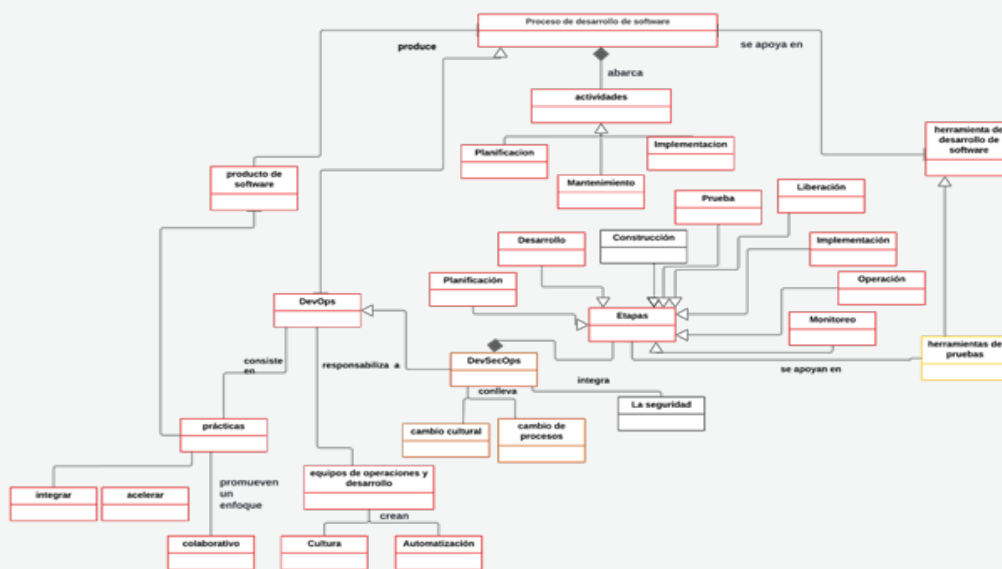 Proceso de desarrollo de software
produce
se apoya en
abarca
actividades
herramienta de
desarrollo de
software
Planificacion
Implementacion
producto de
software
Mantenimiento
Prueba
Liberación
Desarrollo
Construcción
Implementación
Planificación
Operación
DevOps
Etapas
Monitoreo
consiste
en
responsabiliza a
DevSecOps
herramientas de
pruebas
se apoyan en
conlleva
integra
La seguridad
prácticas
cambio cultural
cambio de
procesos
promueven
un
enfoque
equipos de operaciones y
desarrollo
integrar
acelerar
crean
colaborativo
Cultura
Automatización